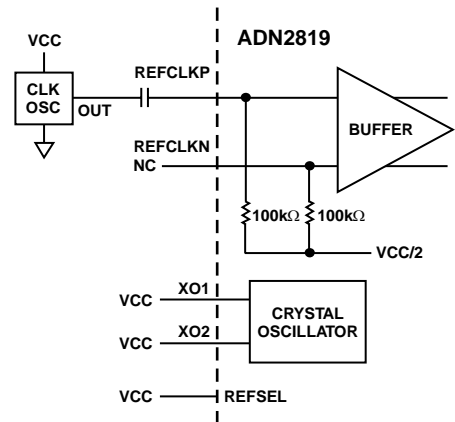 ADN2819
VCC
CLK
OSC
OUT
REFCLKP
BUFFER
REFCLKN
NC
100kΩ
100kΩ
VCC/2
VCC
XO1
VCC
XO2
CRYSTAL
OSCILLATOR
VCC
REFSEL